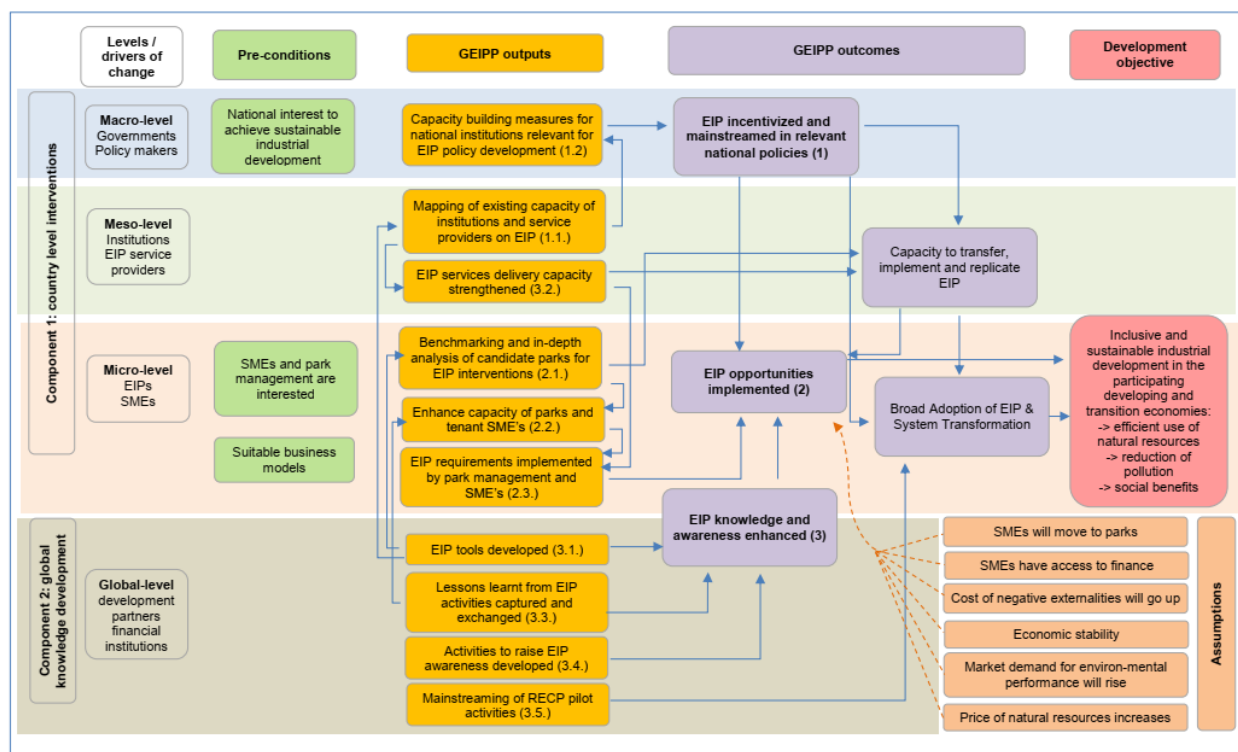 Levels /
drivers of
change
Pre-conditions
GEIPP outputs
GEIPP outcomes
Development
objective
Component 1: country level interventions
Macro-level
Governments
Policy makers
National interest to
achieve sustainable
industrial
development
Capacity building measures for
national institutions relevant for
EIP policy development (1.2)
EIP incentivized and
mainstreamed in relevant
national policies (1)
Meso-level
Institutions
EIP service
providers
Mapping of existing capacity of
institutions and service
providers on EIP (1.1.)
EIP services delivery capacity
strengthened (3.2.)
Capacity to transfer,
implement and replicate
EIP
Micro-level
EIPs
SMEs
SMEs and park
management are
interested
Suitable business
models
Benchmarking and in-depth
analysis of candidate parks for
EIP interventions (2.1.)
Enhance capacity of parks and
tenant SME's (2.2.)
EIP requirements implemented
by park management and
SME's (2.3.)
EIP opportunities
implemented (2)
Broad Adoption of EIP &
System Transformation
Inclusive and
sustainable industrial
development in the
participating
developing and
transition economies:
-> efficient use of
natural resources
-> reduction of
pollution
-> social benefits
Component 2: global
knowledge development
Global-level
development
partners
financial
institutions
EIP tools developed (3.1.)
Lessons learnt from EIP
activities captured and
exchanged (3.3.)
Activities to raise EIP
awareness developed (3.4.)
Mainstreaming of RECP pilot
activities (3.5.)
EIP knowledge and
awareness enhanced (3)
SMEs will move to parks
SMEs have access to finance
Cost of negative externalities will go up
Economic stability
Market demand for environ-mental
performance will rise
Price of natural resources increases
Assumptions